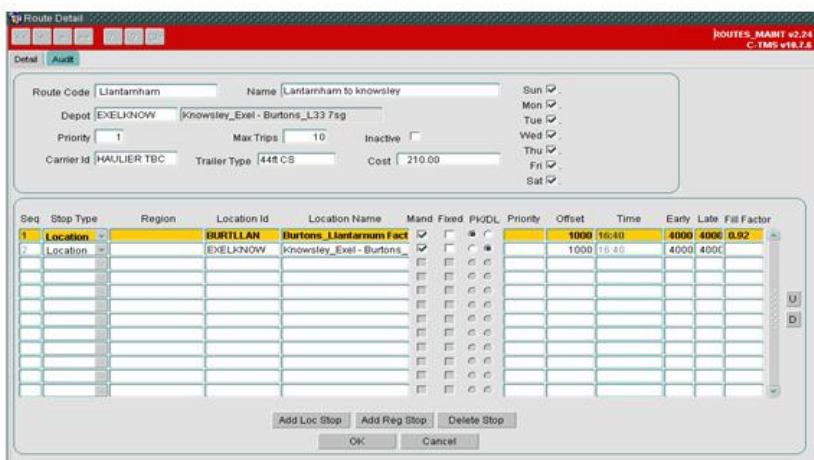 Route Detail
ROUTES_MAINT v2.24
C-TMS v10.7.6
Detail Audit
Route Code Llantarnham Name Lantarnham to knowsley Sun
Mon
Depot EXELKNOW Knowsley_Exel - Burtons_L33 7sg Tue
Priority 1 Max Trips 10 Inactive Wed
Thu
Carrier Id HAULIER TBC Trailer Type 44ft CS Cost 210.00 Fri
Sat
Seq Stop Type Region Location Id Location Name Mand Fixed PK/DL Priority Offset Time Early Late Fill Factor
1 Location BURTLLAN Burtons_Llantarnum Fact 1000 16:40 4000 4000 0.92
2 Location EXELKNOW Knowsley_Exel - Burtons_ 1000 16:40 4000 4000
U
D
Add Loc Stop Add Reg Stop Delete Stop
OK Cancel